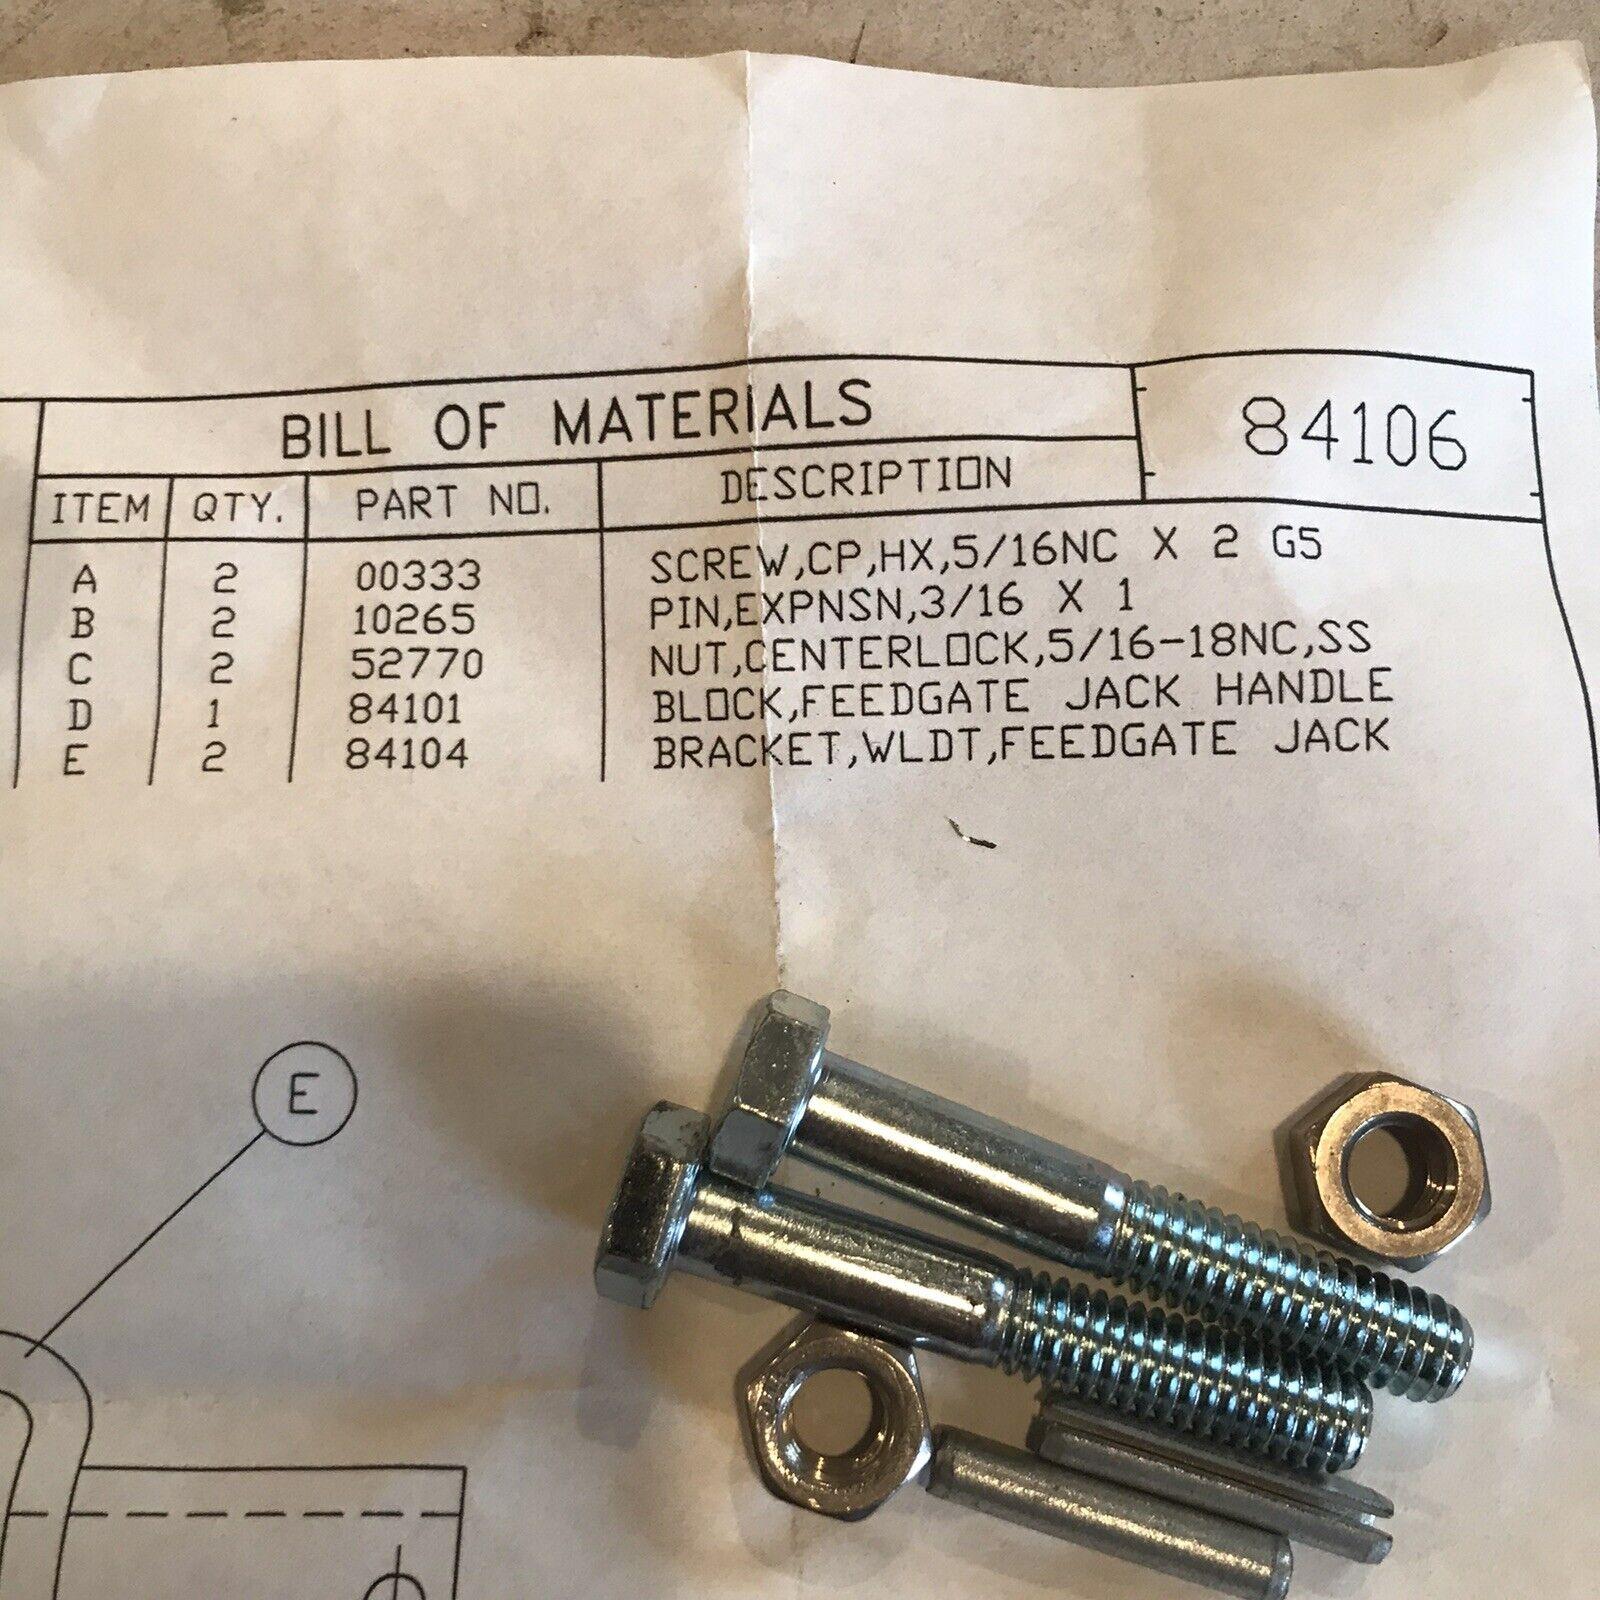 BILL OF MATERIALS 84106
ITEM QTY. PART NO. DESCRIPTION
A 2 00333 SCREW,CP,HX,5/16NC X 2 G5
B 2 10265 PIN,EXPNSN,3/16 X 1
C 2 52770 NUT,CENTERLOCK,5/16-18NC,SS
D 1 84101 BLOCK,FEEDGATE JACK HANDLE
E 2 84104 BRACKET,WLDT,FEEDGATE JACK
E